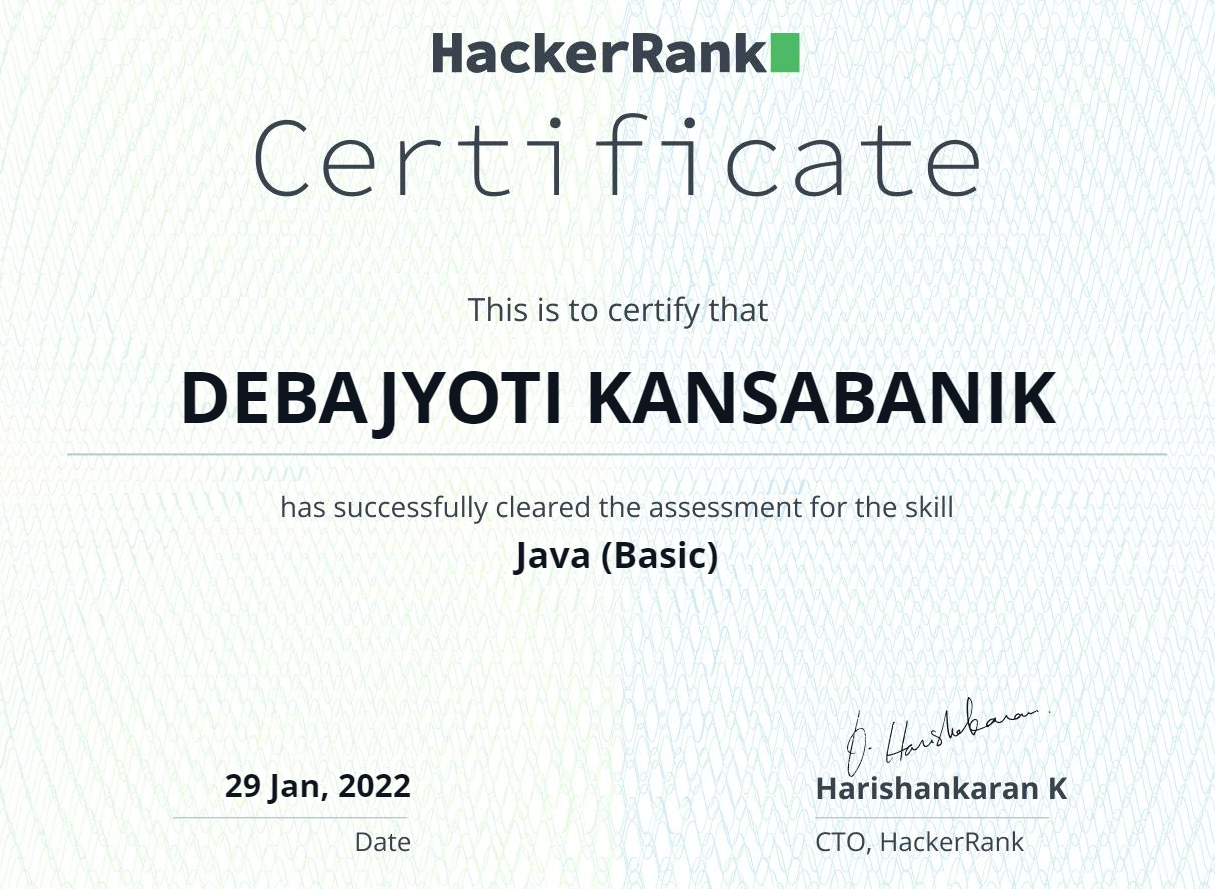 HackerRank
Certificate
This is to certify that
DEBAJYOTI KANSABANIK
has successfully cleared the assessment for the skill
Java (Basic)
29 Jan, 2022
Date
Harishankaran K
CTO, HackerRank